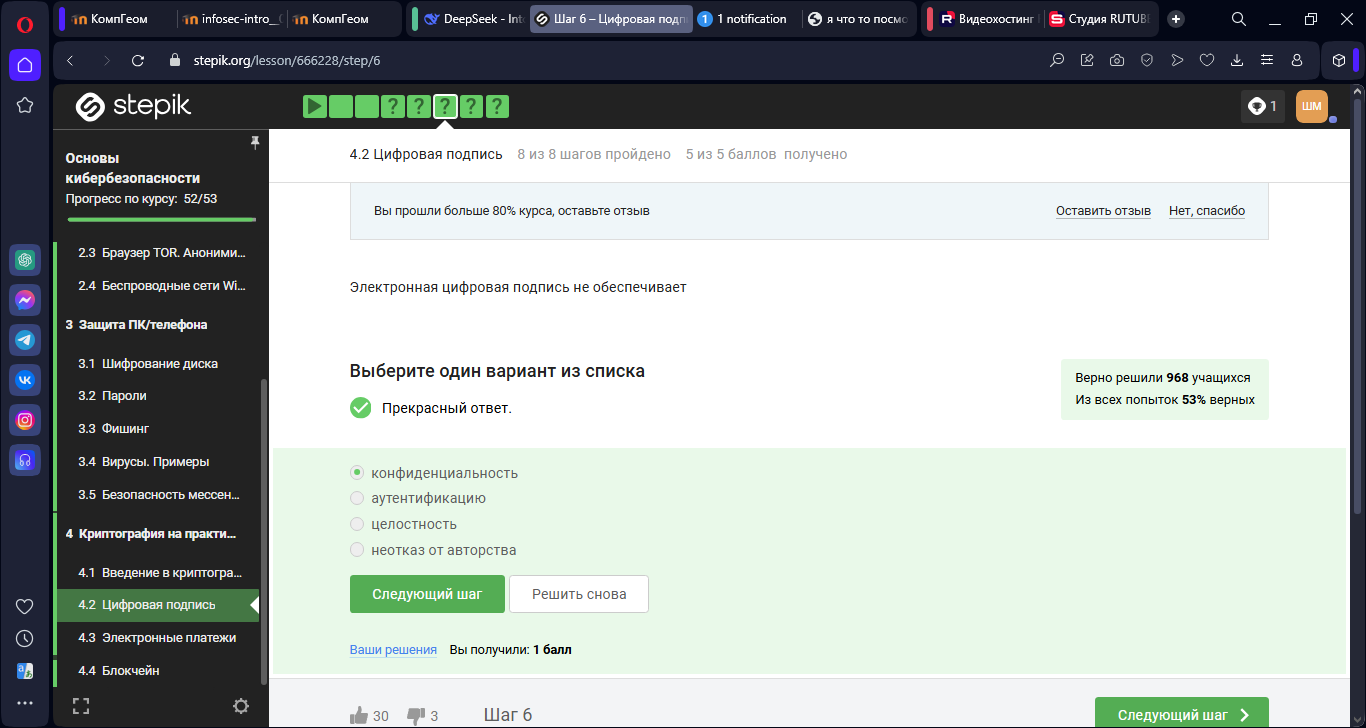 КомпГеом
infosec-intro__
КомпГеом
DeepSeek - Inte
Шаг 6 – Цифровая подп
1
1 notification
я что то посмо
Видеохостинг
Студия RUTUBE
stepik.org/lesson/666228/step/6
stepik
1
ШМ
Основы
кибербезопасности
Прогресс по курсу: 52/53
2.3 Браузер TOR. Аноними...
2.4 Беспроводные сети Wi...
3 Защита ПК/телефона
3.1 Шифрование диска
3.2 Пароли
3.3 Фишинг
3.4 Вирусы. Примеры
3.5 Безопасность мессен...
4 Криптография на практи...
4.1 Введение в криптогра...
4.2 Цифровая подпись
4.3 Электронные платежи
4.4 Блокчейн
4.2 Цифровая подпись 8 из 8 шагов пройдено 5 из 5 баллов получено
Вы прошли больше 80% курса, оставьте отзыв
Оставить отзыв Нет, спасибо
Электронная цифровая подпись не обеспечивает
Выберите один вариант из списка
Прекрасный ответ.
Верно решили 968 учащихся
Из всех попыток 53% верных
конфиденциальность
аутентификацию
целостность
неотказ от авторства
Следующий шаг
Решить снова
Ваши решения Вы получили: 1 балл
30
3
Шаг 6
Следующий шаг